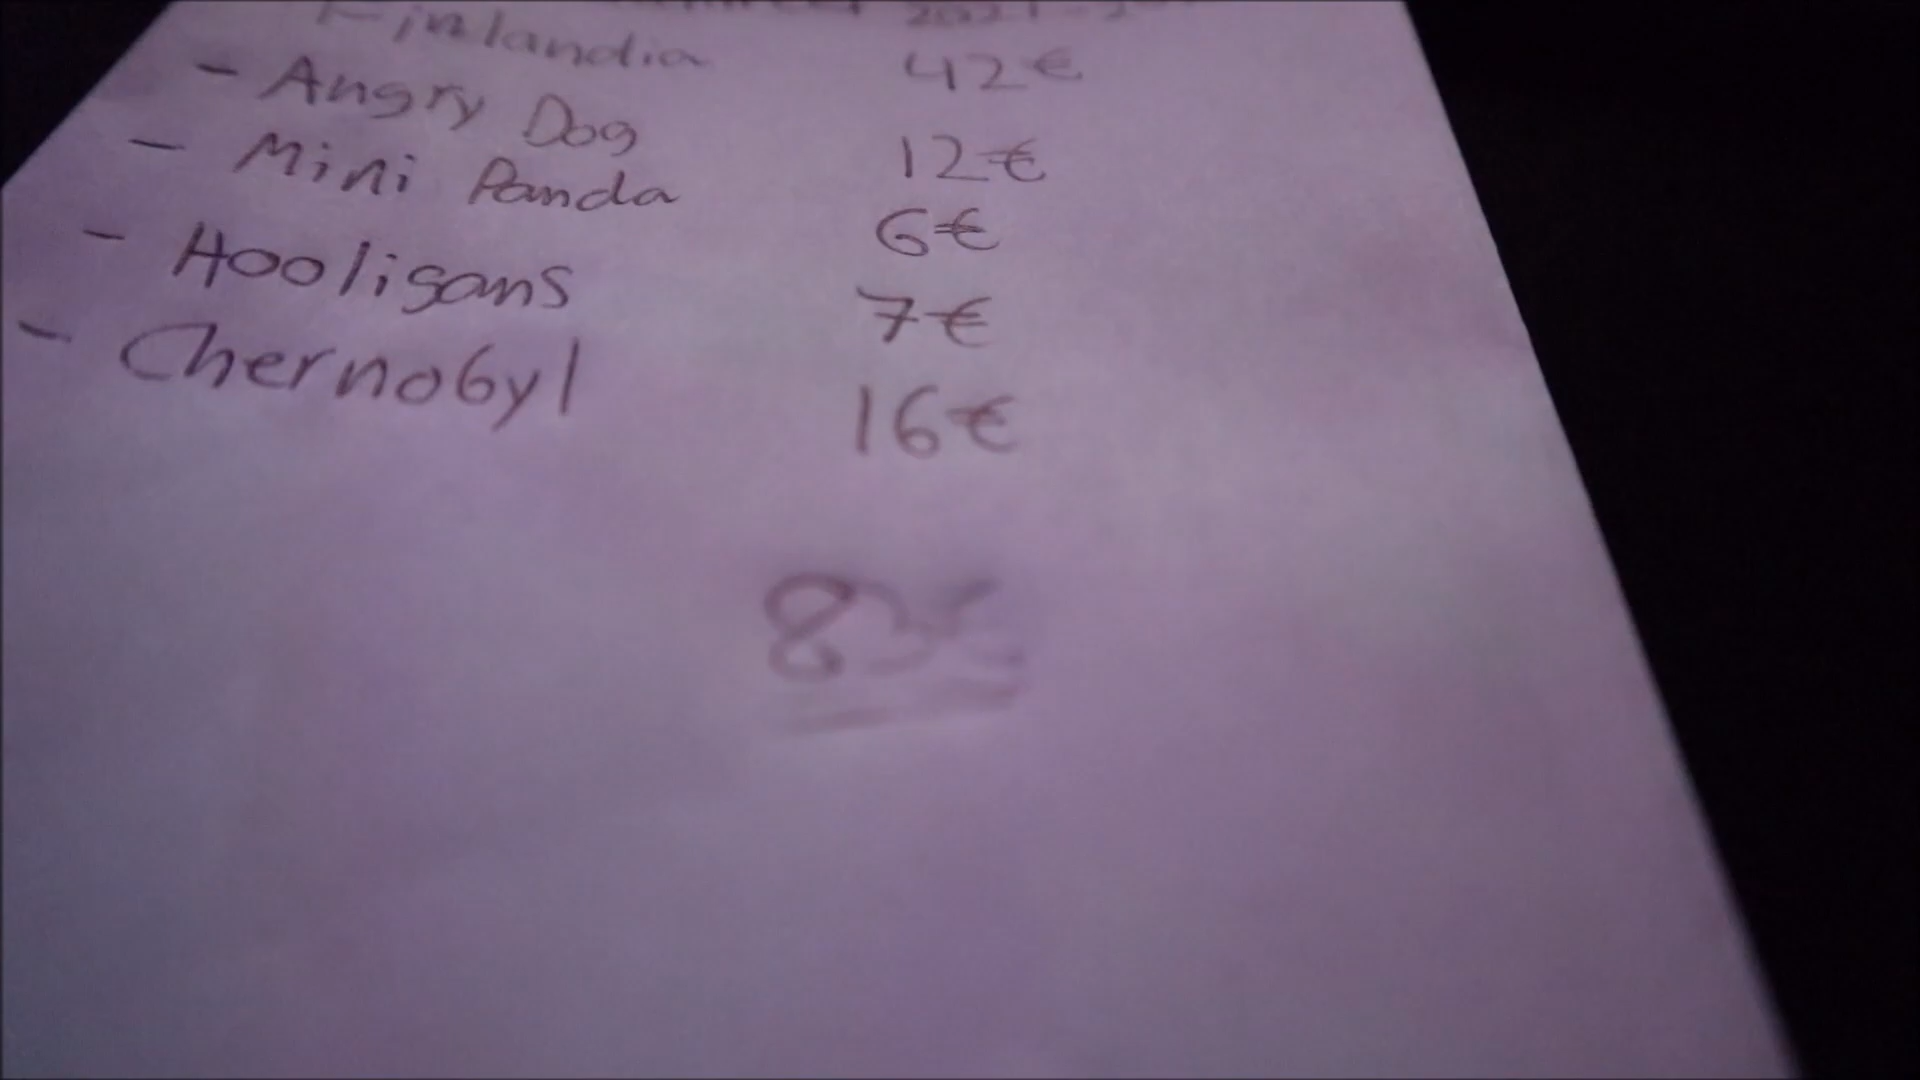 Finlandia 42€
- Angry Dog 12€
- Mini Panda 6€
- Hooligans 7€
- Chernobyl 16€
83€